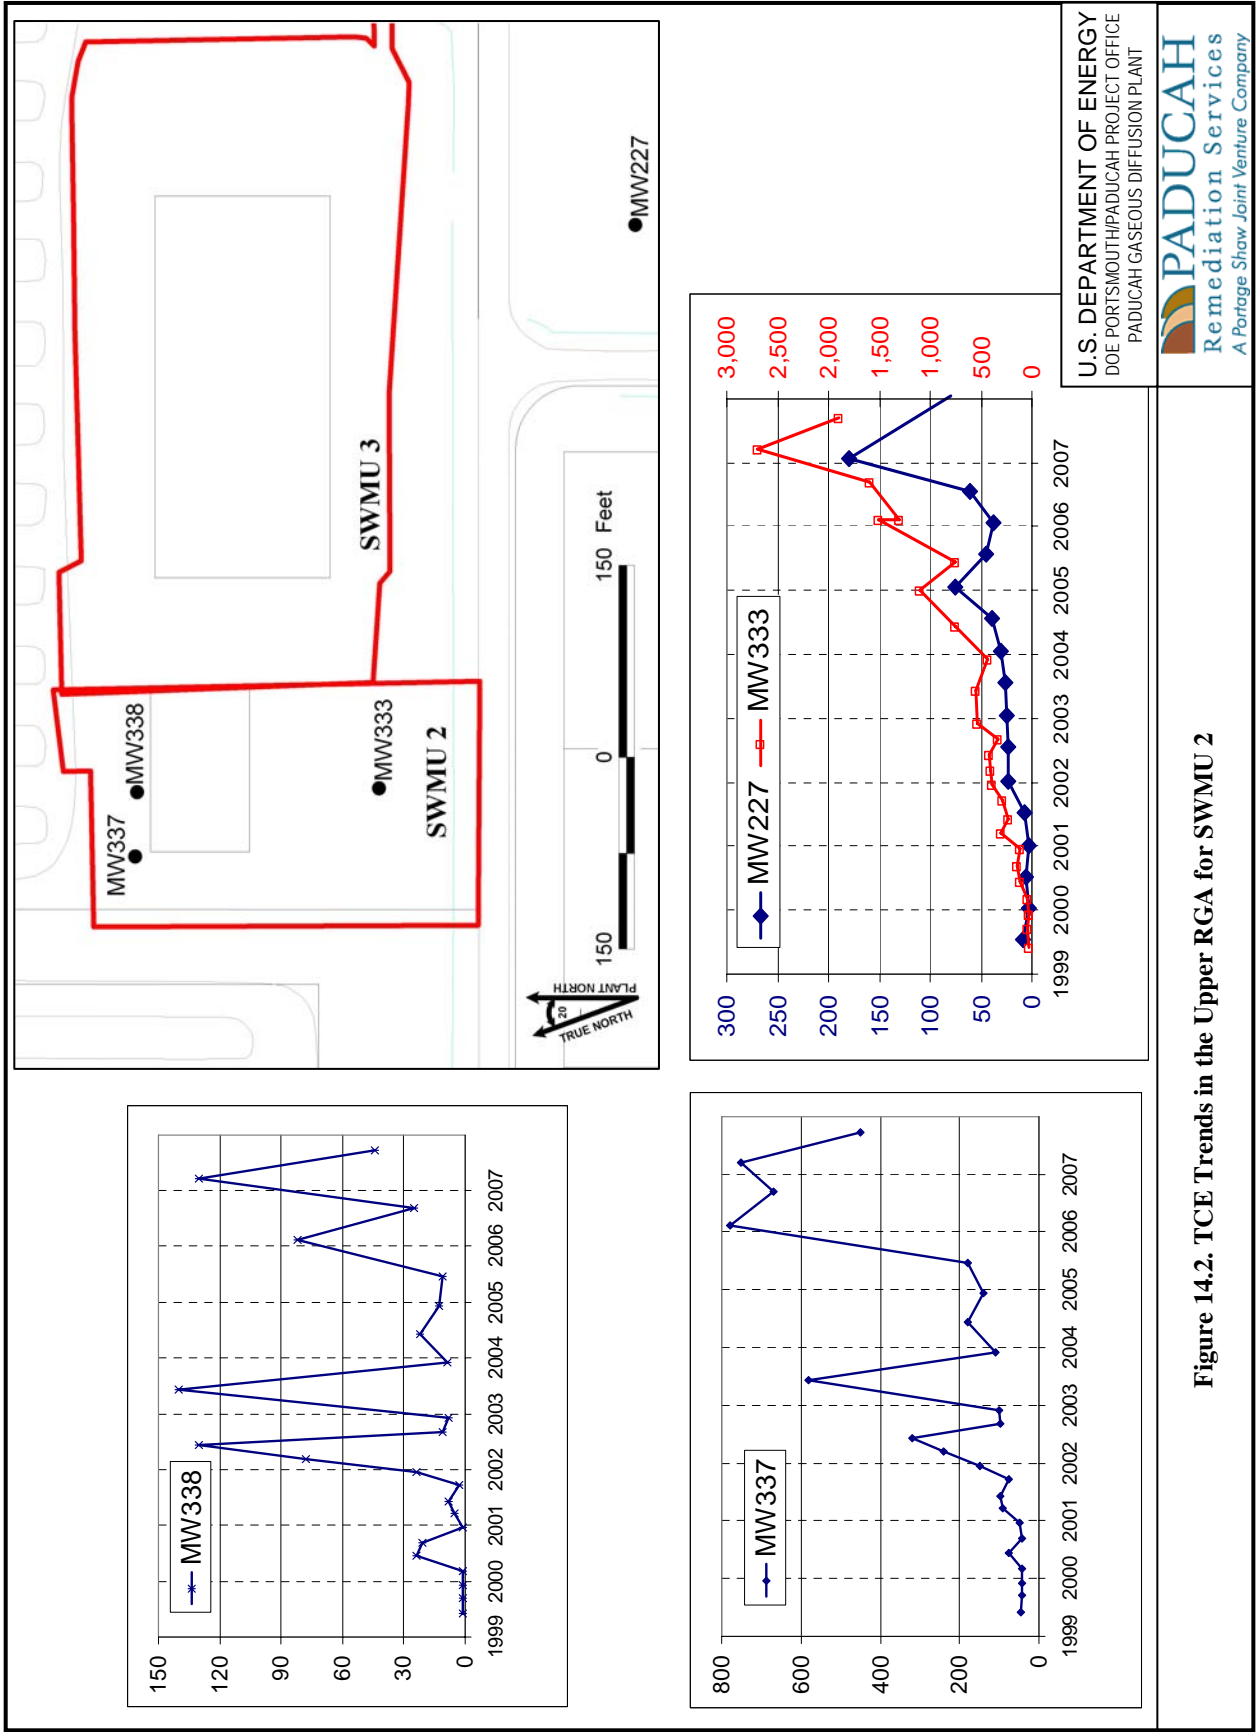 MW338
150
120
90
60
30
0
1999 2000 2001 2002 2003 2004 2005 2006 2007
MW337
MW338
MW333
SWMU 2
SWMU 3
MW227
150 0 150 Feet
TRUE NORTH
20
PLANT NORTH
MW337
800
600
400
200
0
1999 2000 2001 2002 2003 2004 2005 2006 2007
MW227 MW333
300 3,000
250 2,500
200 2,000
150 1,500
100 1,000
50 500
0 0
1999 2000 2001 2002 2003 2004 2005 2006 2007
U.S. DEPARTMENT OF ENERGY
DOE PORTSMOUTH/PADUCAH PROJECT OFFICE
PADUCAH GASEOUS DIFFUSION PLANT
Figure 14.2. TCE Trends in the Upper RGA for SWMU 2
PADUCAH
Remediation Services
A Portage Shaw Joint Venture Company